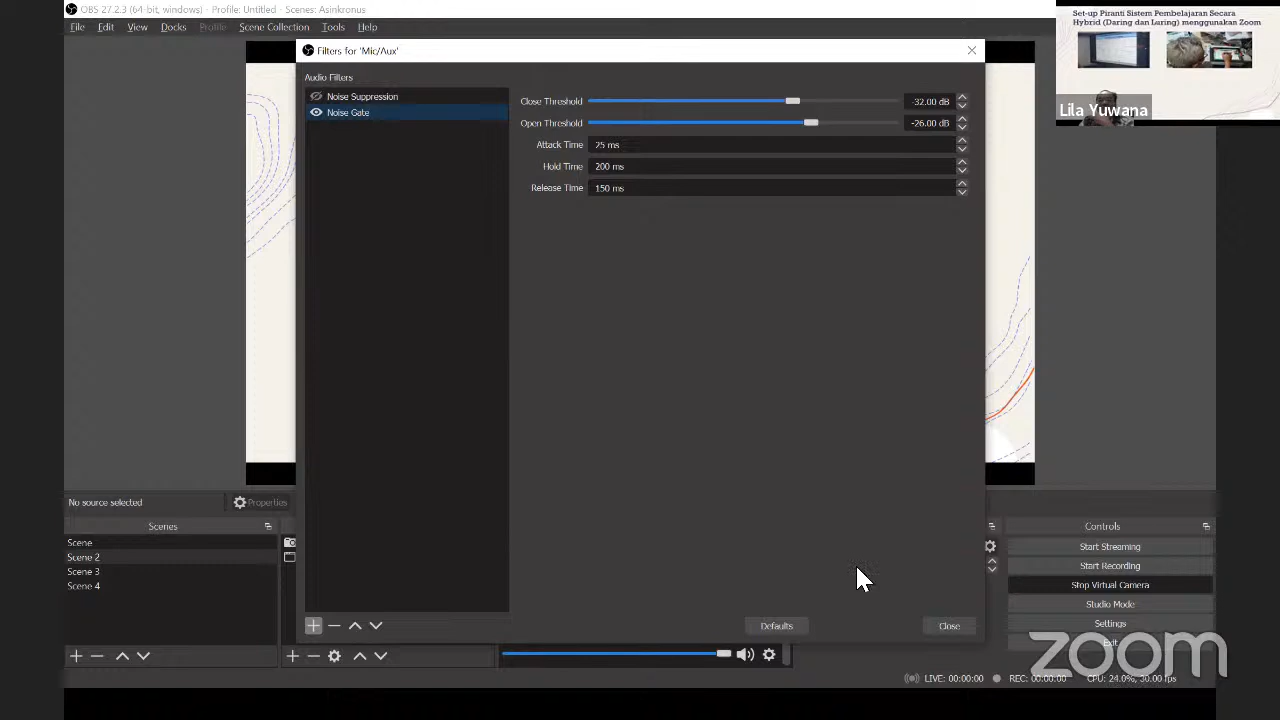 OBS 27.2.3 (64-bit, windows) - Profile: Untitled - Scenes: Asinkronus
File Edit View Docks Profile Scene Collection Tools Help
Set-up Piranti Sistem Pembelajaran Secara
Hybrid (Daring dan Luring) menggunakan Zoom
Lila Yuwana
Filters for 'Mic/Aux'
Audio Filters
Noise Suppression
Noise Gate
Close Threshold -32.00 dB
Open Threshold -26.00 dB
Attack Time 25 ms
Hold Time 200 ms
Release Time 150 ms
Defaults Close
No source selected Properties
Scenes
Scene
Scene 2
Scene 3
Scene 4
Controls
Start Streaming
Start Recording
Stop Virtual Camera
Studio Mode
Settings
Exit
zoom
LIVE: 00:00:00 REC: 00:00:00 CPU: 24.0%, 30.00 fps